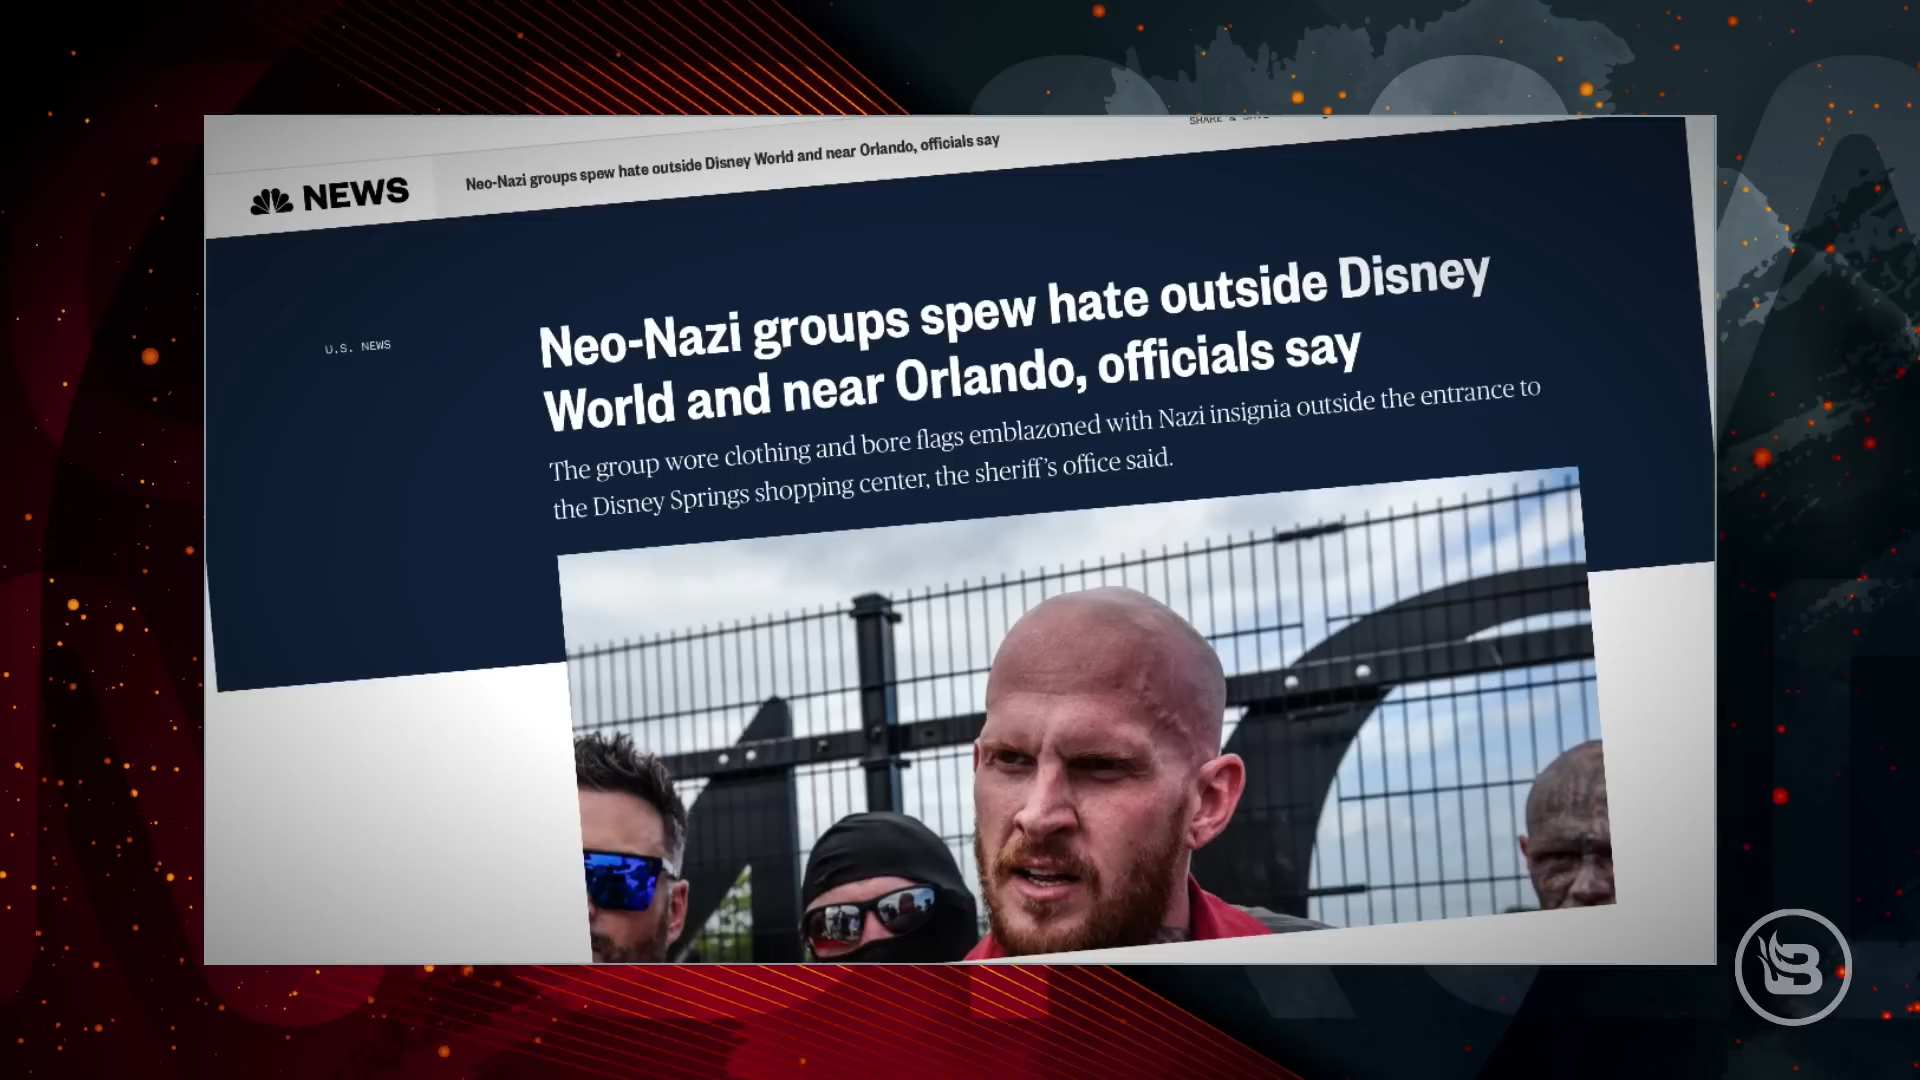 NEWS
Neo-Nazi groups spew hate outside Disney World and near Orlando, officials say
SHARE &
U.S. NEWS
Neo-Nazi groups spew hate outside Disney
World and near Orlando, officials say
The group wore clothing and bore flags emblazoned with Nazi insignia outside the entrance to
the Disney Springs shopping center, the sheriff's office said.
B